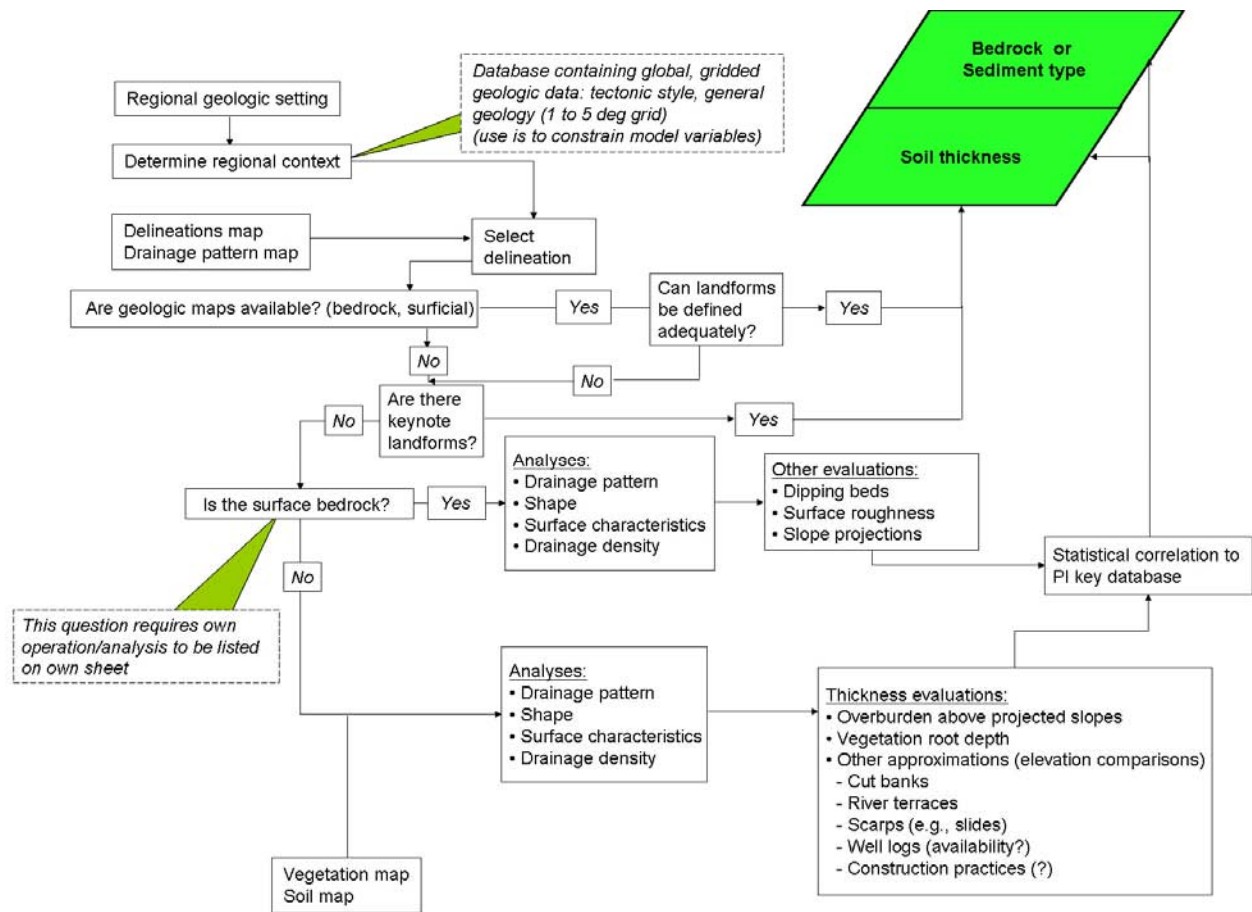 Bedrock or
Sediment type
Soil thickness
Database containing global, gridded
geologic data: tectonic style, general
geology (1 to 5 deg grid)
(use is to constrain model variables)
Regional geologic setting
Determine regional context
Delineations map
Drainage pattern map
Select
delineation
Are geologic maps available? (bedrock, surficial)
Yes
Can landforms
be defined
adequately?
Yes
No
No
Are there
keynote
landforms?
No
Yes
Is the surface bedrock?
Yes
Analyses:
• Drainage pattern
• Shape
• Surface characteristics
• Drainage density
Other evaluations:
• Dipping beds
• Surface roughness
• Slope projections
Statistical correlation to
PI key database
No
This question requires own
operation/analysis to be listed
on own sheet
Analyses:
• Drainage pattern
• Shape
• Surface characteristics
• Drainage density
Thickness evaluations:
• Overburden above projected slopes
• Vegetation root depth
• Other approximations (elevation comparisons)
- Cut banks
- River terraces
- Scarps (e.g., slides)
- Well logs (availability?)
- Construction practices (?)
Vegetation map
Soil map